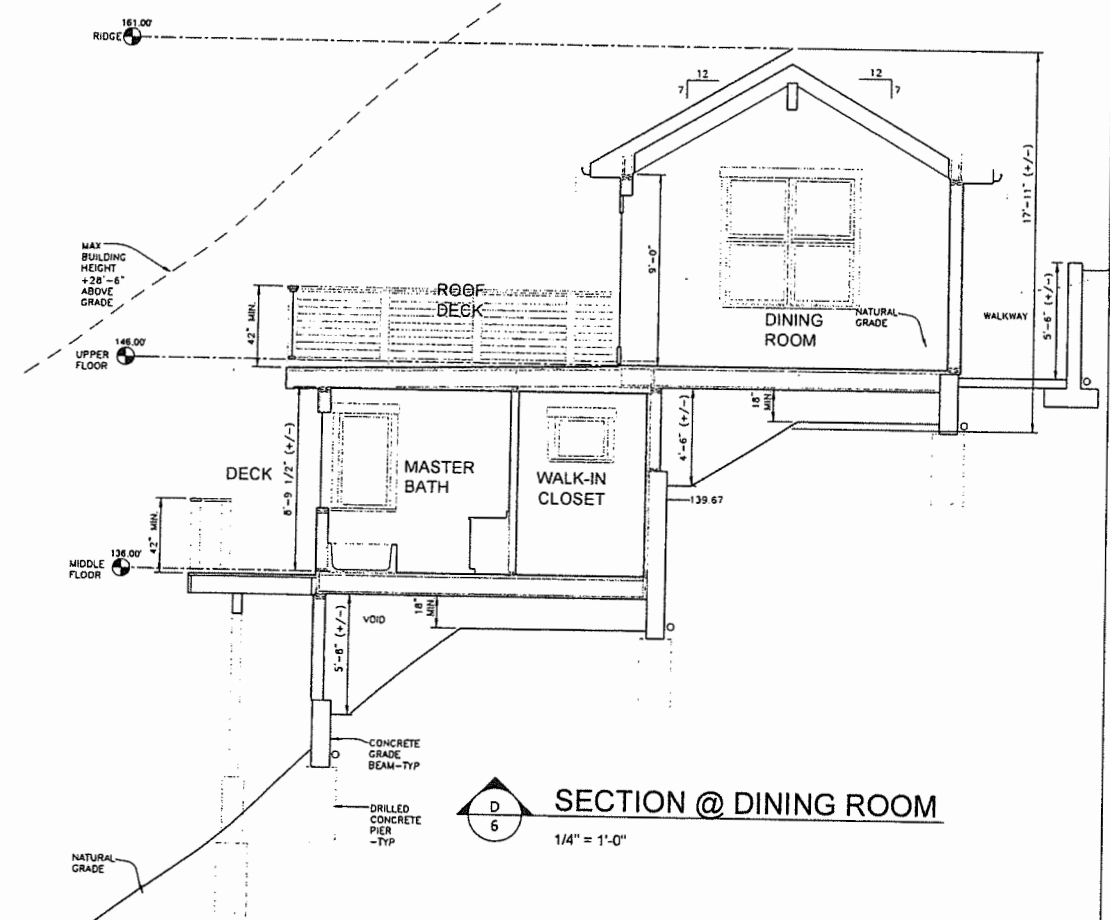 161.00'
RIDGE
12
7
12
7
17'-11" (+/-)
MAX
BUILDING
HEIGHT
+28'-6"
ABOVE
GRADE
9'-0"
ROOF
DECK
42" MIN.
DINING
ROOM
NATURAL
GRADE
WALKWAY
5'-6" (+/-)
146.00'
UPPER
FLOOR
18"
MIN
4'-6" (+/-)
8'-9 1/2" (+/-)
DECK
MASTER
BATH
WALK-IN
CLOSET
139.67
42" MIN.
136.00'
MIDDLE
FLOOR
VOID
18"
MIN
5'-6" (+/-)
CONCRETE
GRADE
BEAM-TYP
DRILLED
CONCRETE
PIER
-TYP
D
6
SECTION @ DINING ROOM
1/4" = 1'-0"
NATURAL
GRADE